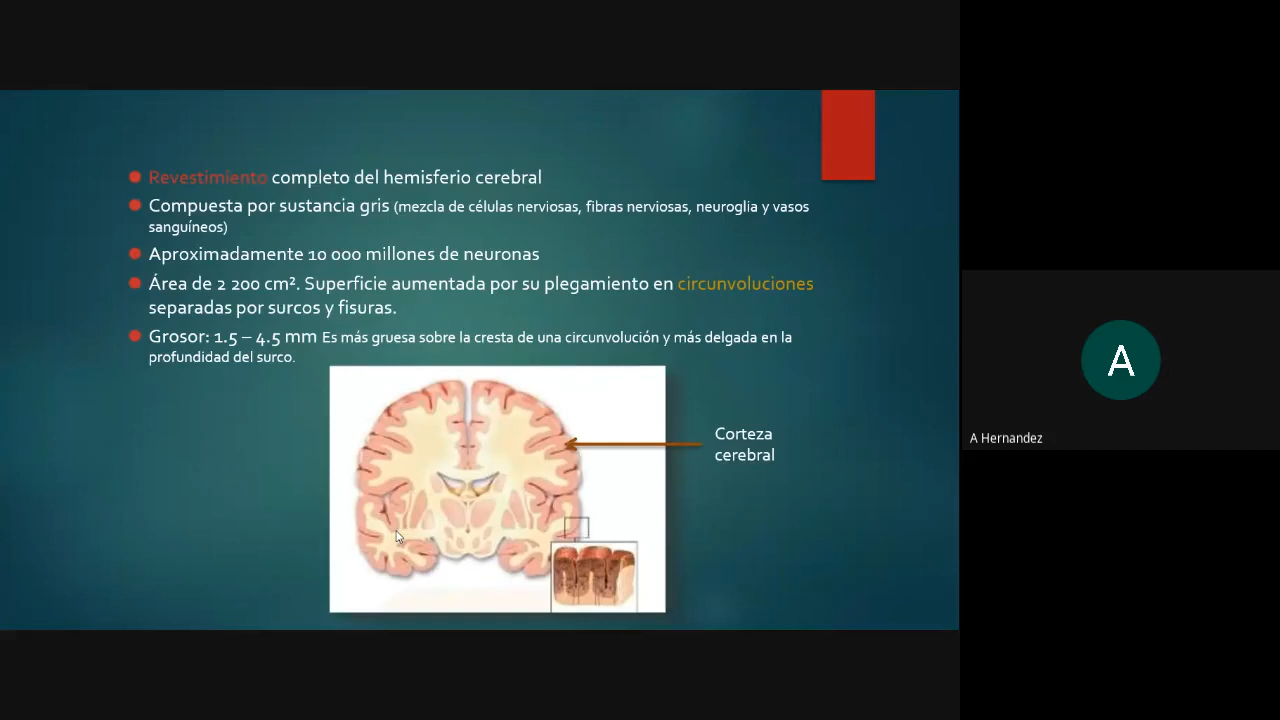 Revestimiento completo del hemisferio cerebral
Compuesta por sustancia gris (mezcla de células nerviosas, fibras nerviosas, neuroglia y vasos
sanguíneos)
Aproximadamente 10 000 millones de neuronas
Área de 2 200 cm². Superficie aumentada por su plegamiento en circunvoluciones
separadas por surcos y fisuras.
Grosor: 1.5 – 4.5 mm Es más gruesa sobre la cresta de una circunvolución y más delgada en la
profundidad del surco.
Corteza
cerebral
A
A Hernandez